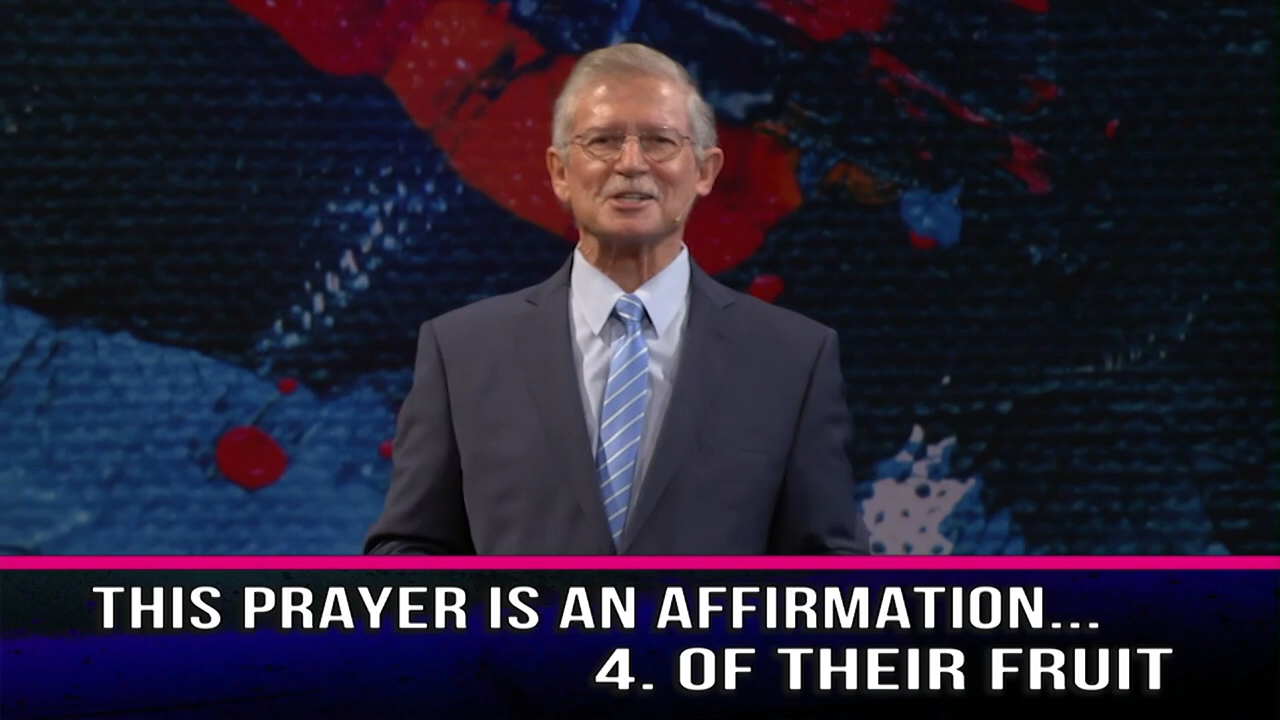 THIS PRAYER IS AN AFFIRMATION...
4. OF THEIR FRUIT